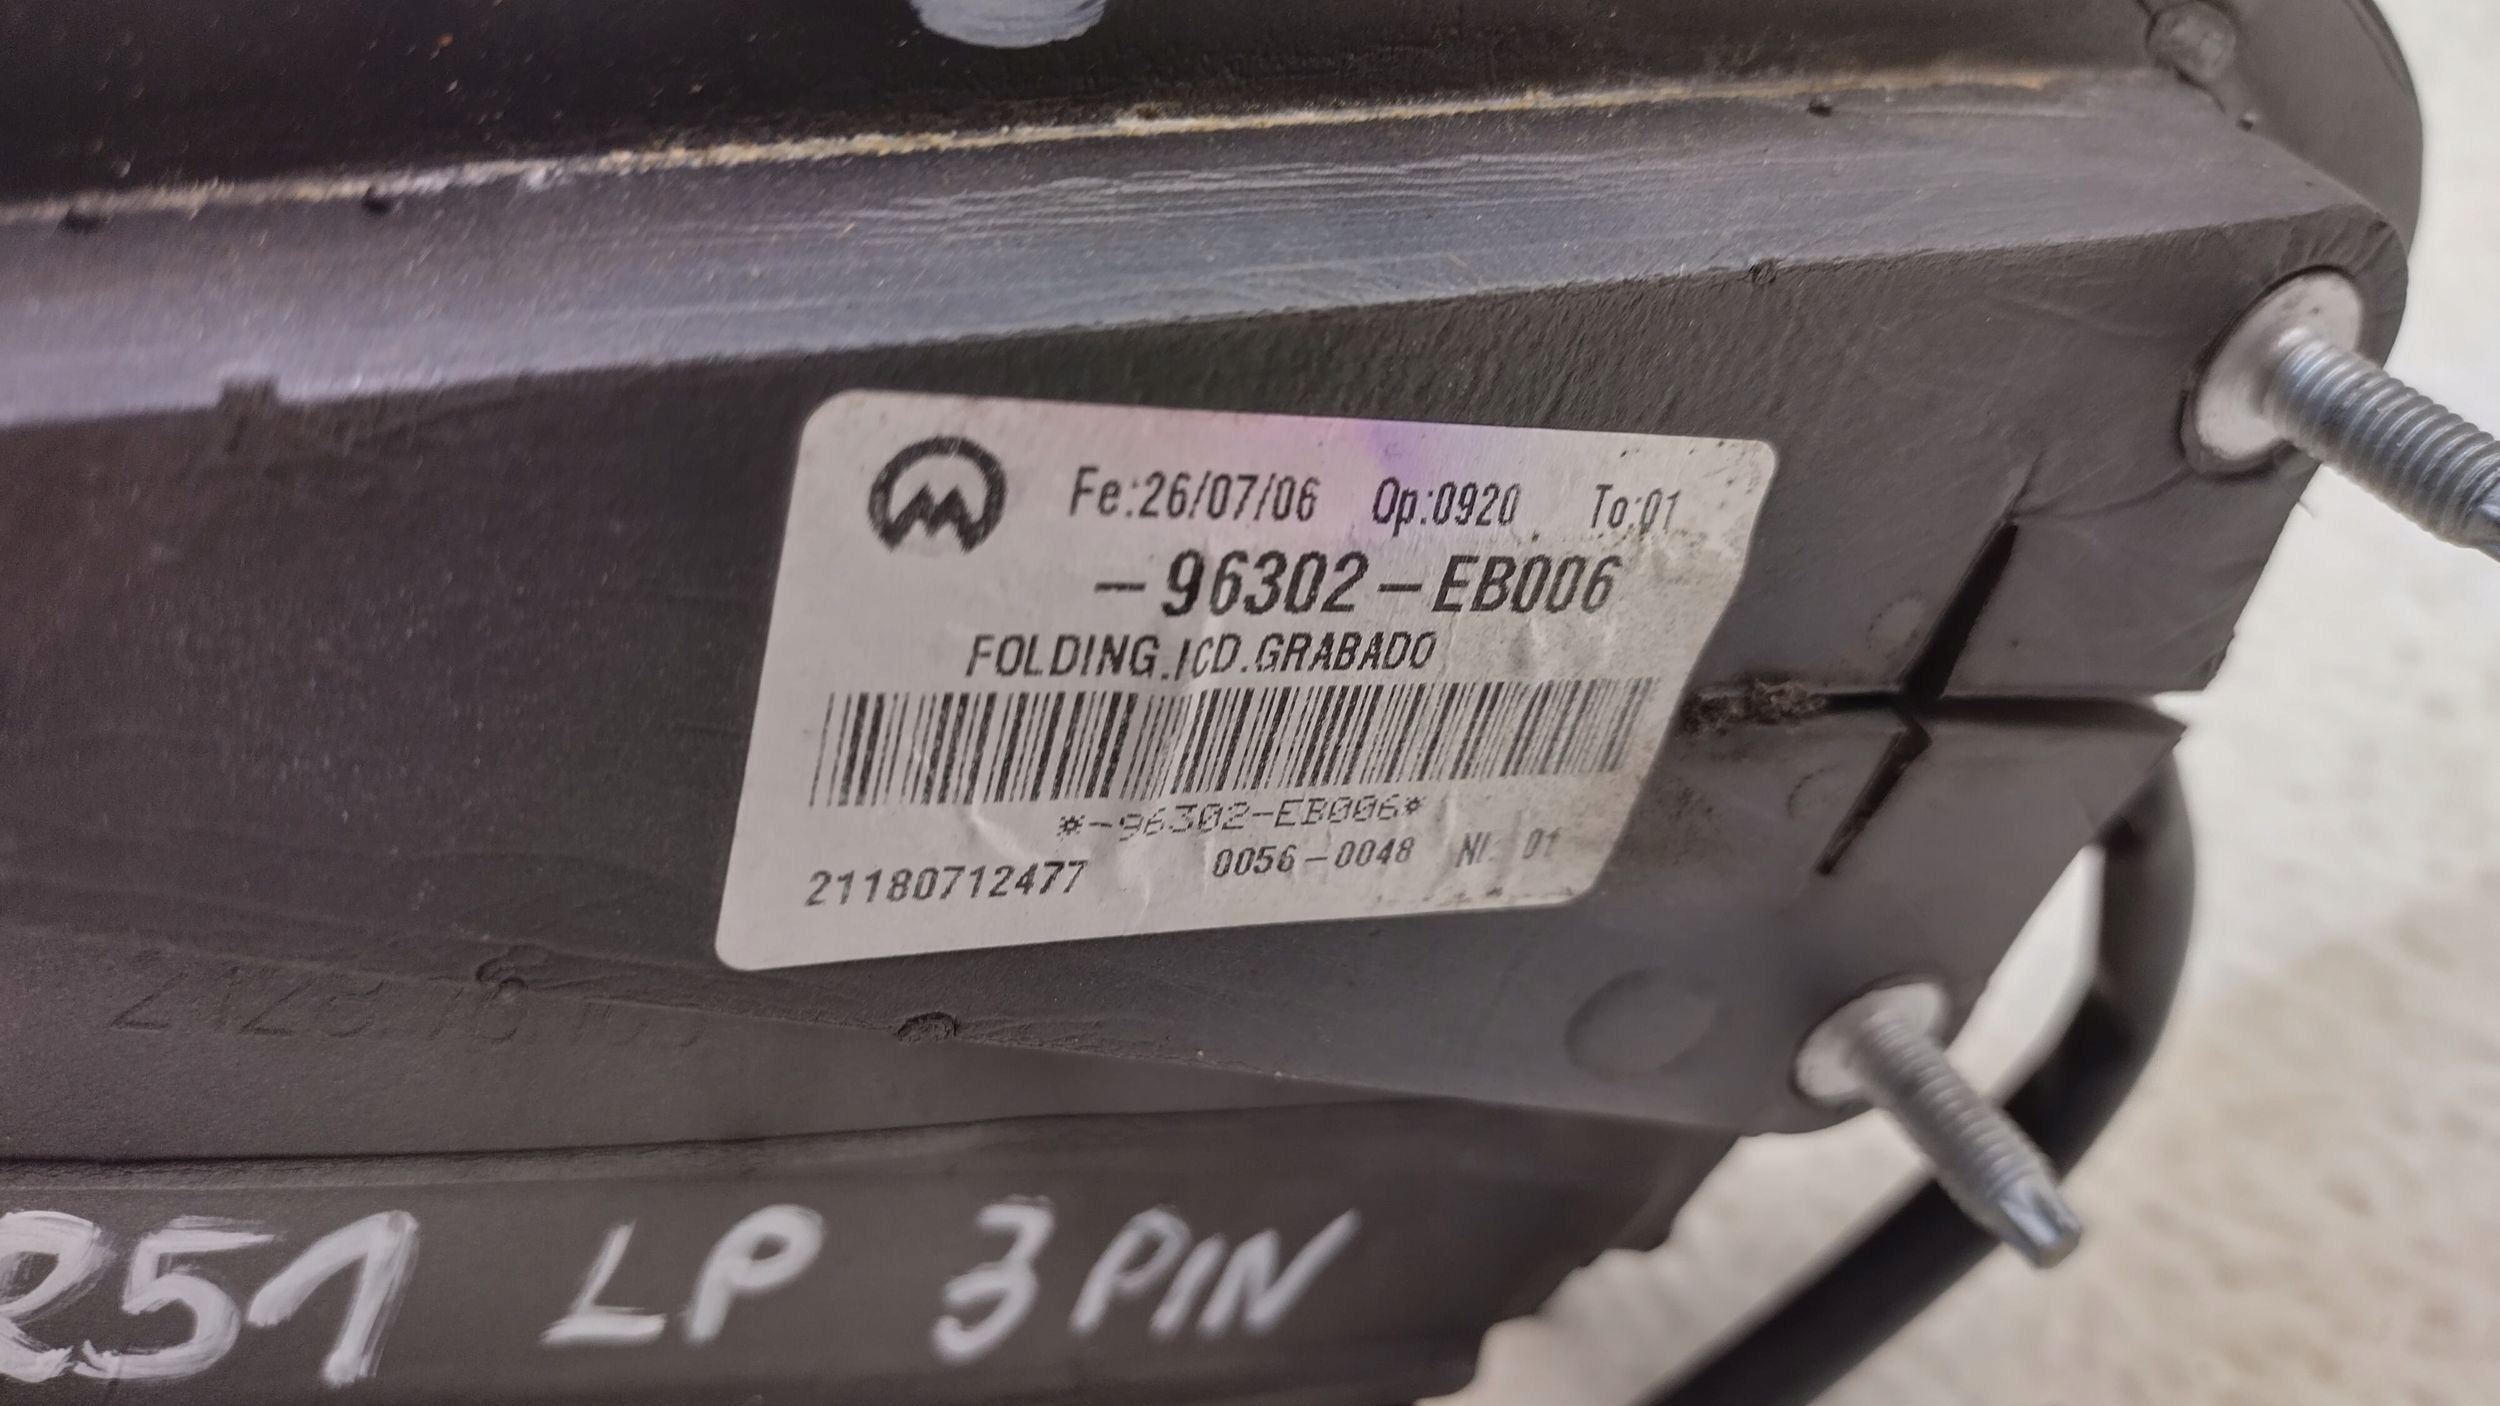 Fe:26/07/06 Op:0920 To:01
-96302-EB006
FOLDING.ICD.GRABADO
*-96302-EB006*
21180712477 0056-0048 NI: 01
R51 LP 3 PIN